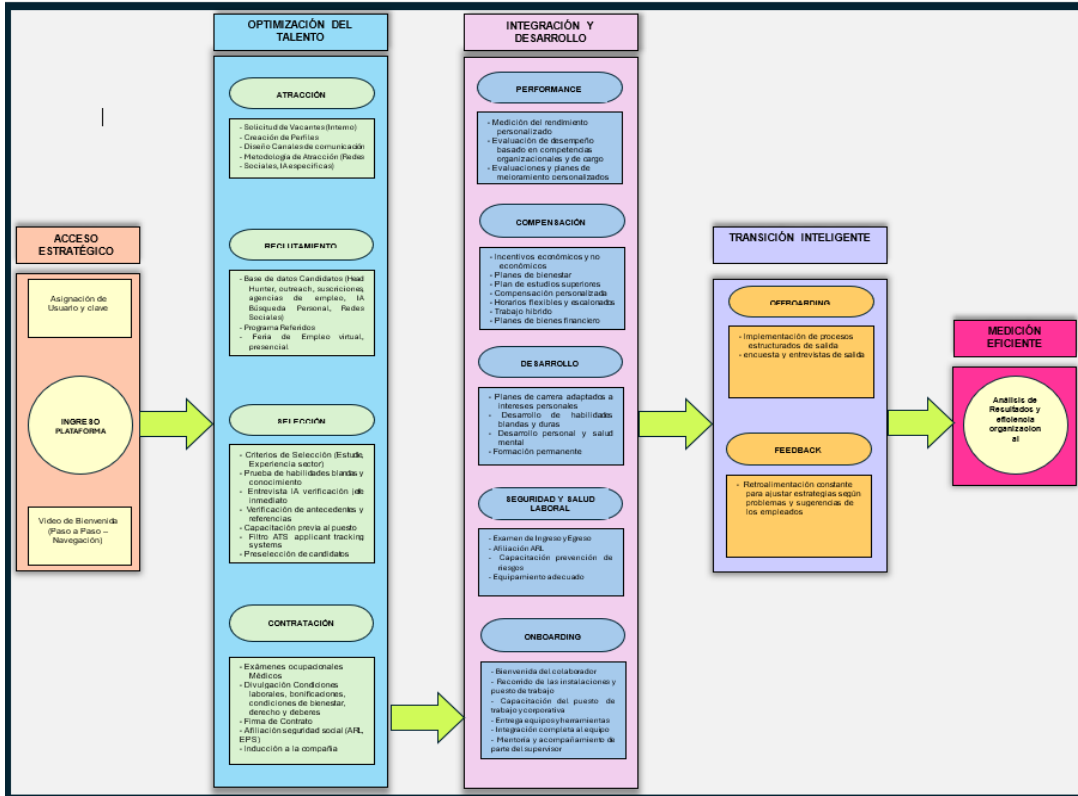 ACCESO
ESTRATÉGICO
Asignación de
Usuario y clave
INGRESO
PLATAFORMA
Video de Bienvenida
(Paso a Paso –
Navegación)
OPTIMIZACIÓN DEL
TALENTO
ATRACCIÓN
- Solicitud de Vacantes (Interno)
- Creación de Perfiles
- Diseño Canales de comunicación
- Metodología de Atracción (Redes
- Sociales, IA específicas)
RECLUTAMIENTO
- Base de datos Candidatos (Head
Hunter, outreach, suscriciones,
agencias de empleo, IA
Búsqueda Personal, Redes
Sociales)
- Programa Referidos
- Feria de Empleo virtual,
presencial
SELECCIÓN
- Criterios de Selección (Estudio,
Experiencia sector)
- Prueba de habilidades blandas y
conocimiento
- Entrevista IA verificación jefe
inmediato
- Verificación de antecedentes y
referencias
- Capacitación previa al puesto
- Filtro ATS applicant tracking
systems
- Preselección de candidatos
CONTRATACIÓN
- Exámenes ocupacionales
Médicos
- Divulgación Condiciones
laborales, bonificaciones,
condiciones de bienestar,
derecho y deberes
- Firma de Contrato
- Afiliación seguridad social (ARL,
EPS)
- Inducción a la compañía
INTEGRACIÓN Y
DESARROLLO
PERFORMANCE
- Medición del rendimiento
personalizado
- Evaluación de desempeño
basado en competencias
organizacionales y de cargo
- Evaluaciones y planes de
mejoramiento personalizados
COMPENSACIÓN
- Incentivos económicos y no
económicos
- Planes de bienestar
- Plan de estudios superiores
- Compensación personalizada
- Horarios flexibles y escalonados
- Trabajo híbrido
- Planes de bienes financiero
DESARROLLO
- Planes de carrera adaptados a
intereses personales
- Desarrollo de habilidades
blandas y duras
- Desarrollo personal y salud
mental
- Formación permanente
SEGURIDAD Y SALUD
LABORAL
- Examen de Ingreso y Egreso
- Afiliación ARL
- Capacitación prevención de
riesgos
- Equipamiento adecuado
ONBOARDING
- Bienvenida del colaborador
- Recorrido de las instalaciones y
puesto de trabajo
- Capacitación del puesto de
trabajo y corporativa
- Entrega equipos y herramientas
- Integración completa al equipo
- Mentoría y acompañamiento de
parte del supervisor
TRANSICIÓN INTELIGENTE
OFFBOARDING
- Implementación de procesos
estructurados de salida
- encuesta y entrevistas de salida
FEEDBACK
- Retroalimentación constante
para ajustar estrategias según
problemas y sugerencias de
los empleados
MEDICIÓN
EFICIENTE
Análisis de
Resultados y
eficiencia
organizacion
al